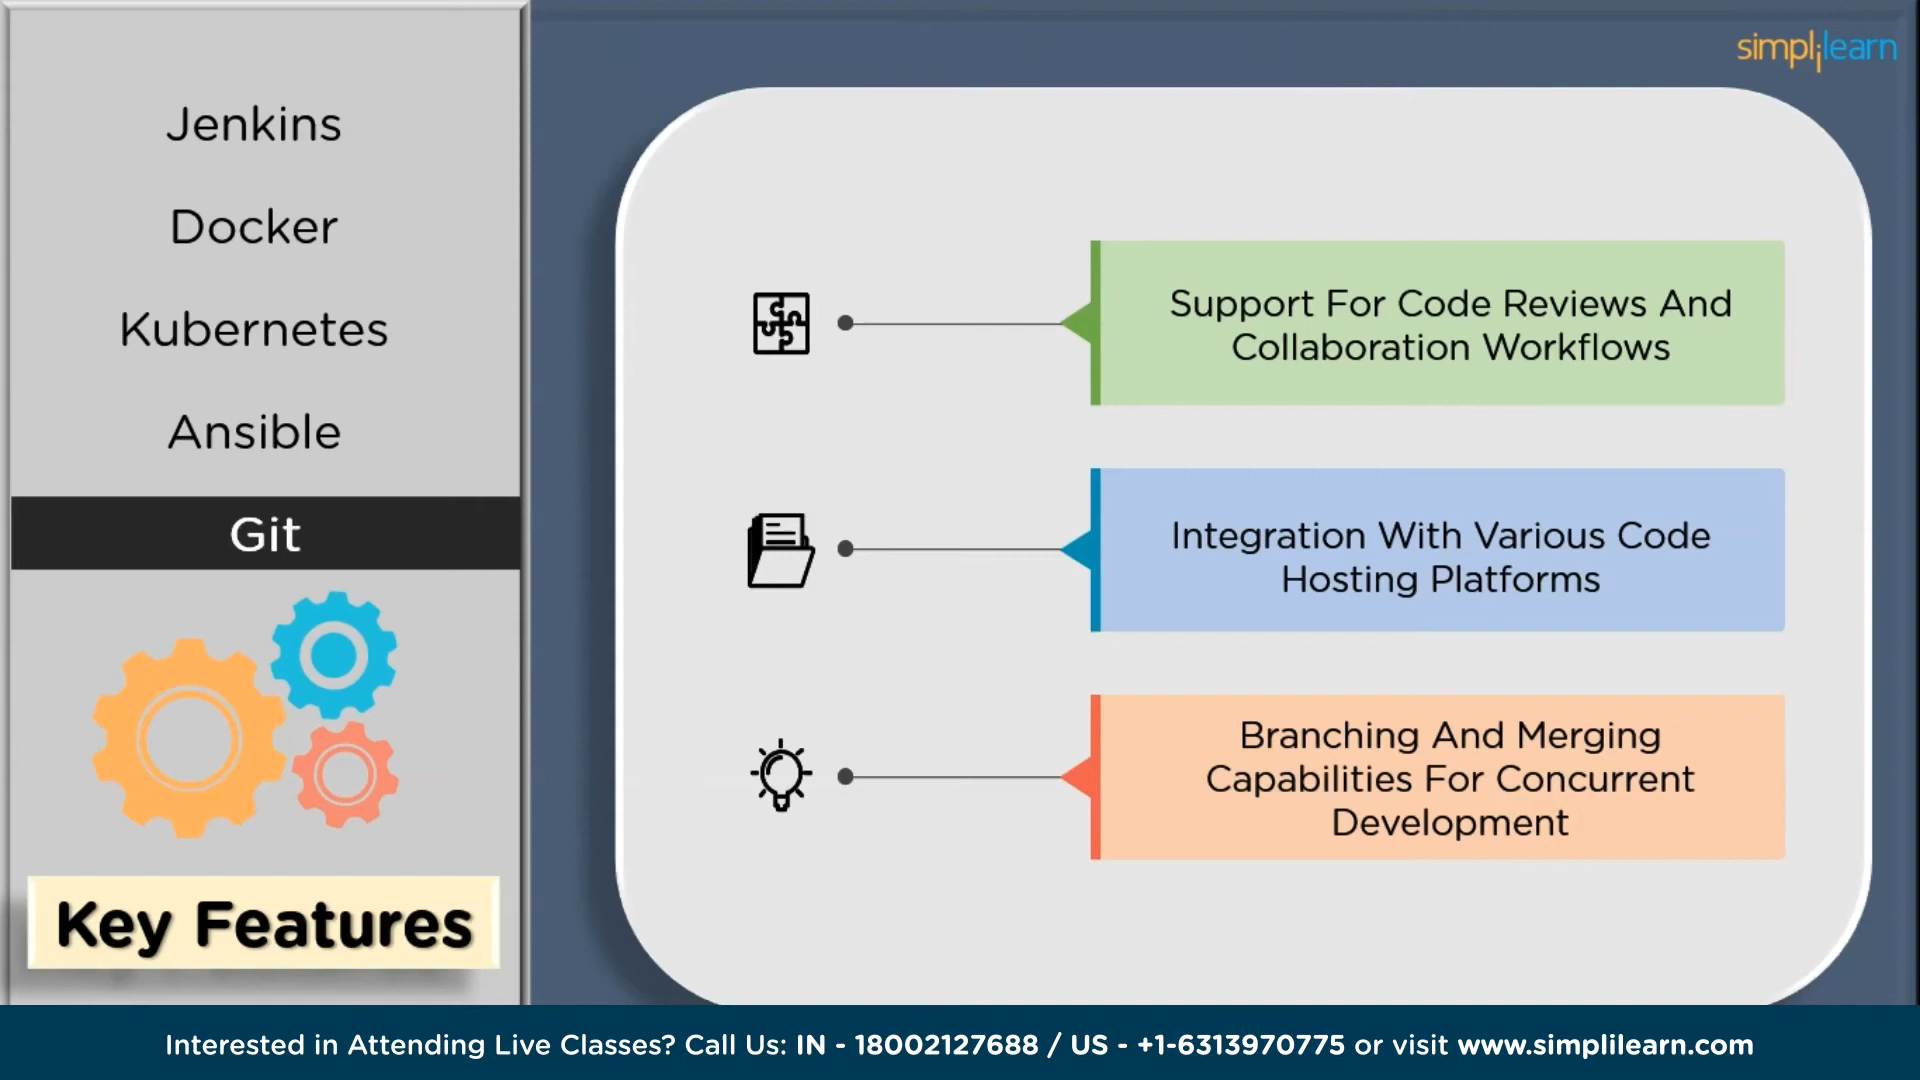 simplilearn
Jenkins
Docker
Kubernetes
Ansible
Git
Key Features
Support For Code Reviews And
Collaboration Workflows
Integration With Various Code
Hosting Platforms
Branching And Merging
Capabilities For Concurrent
Development
Interested in Attending Live Classes? Call Us: IN - 18002127688 / US - +1-6313970775 or visit www.simplilearn.com